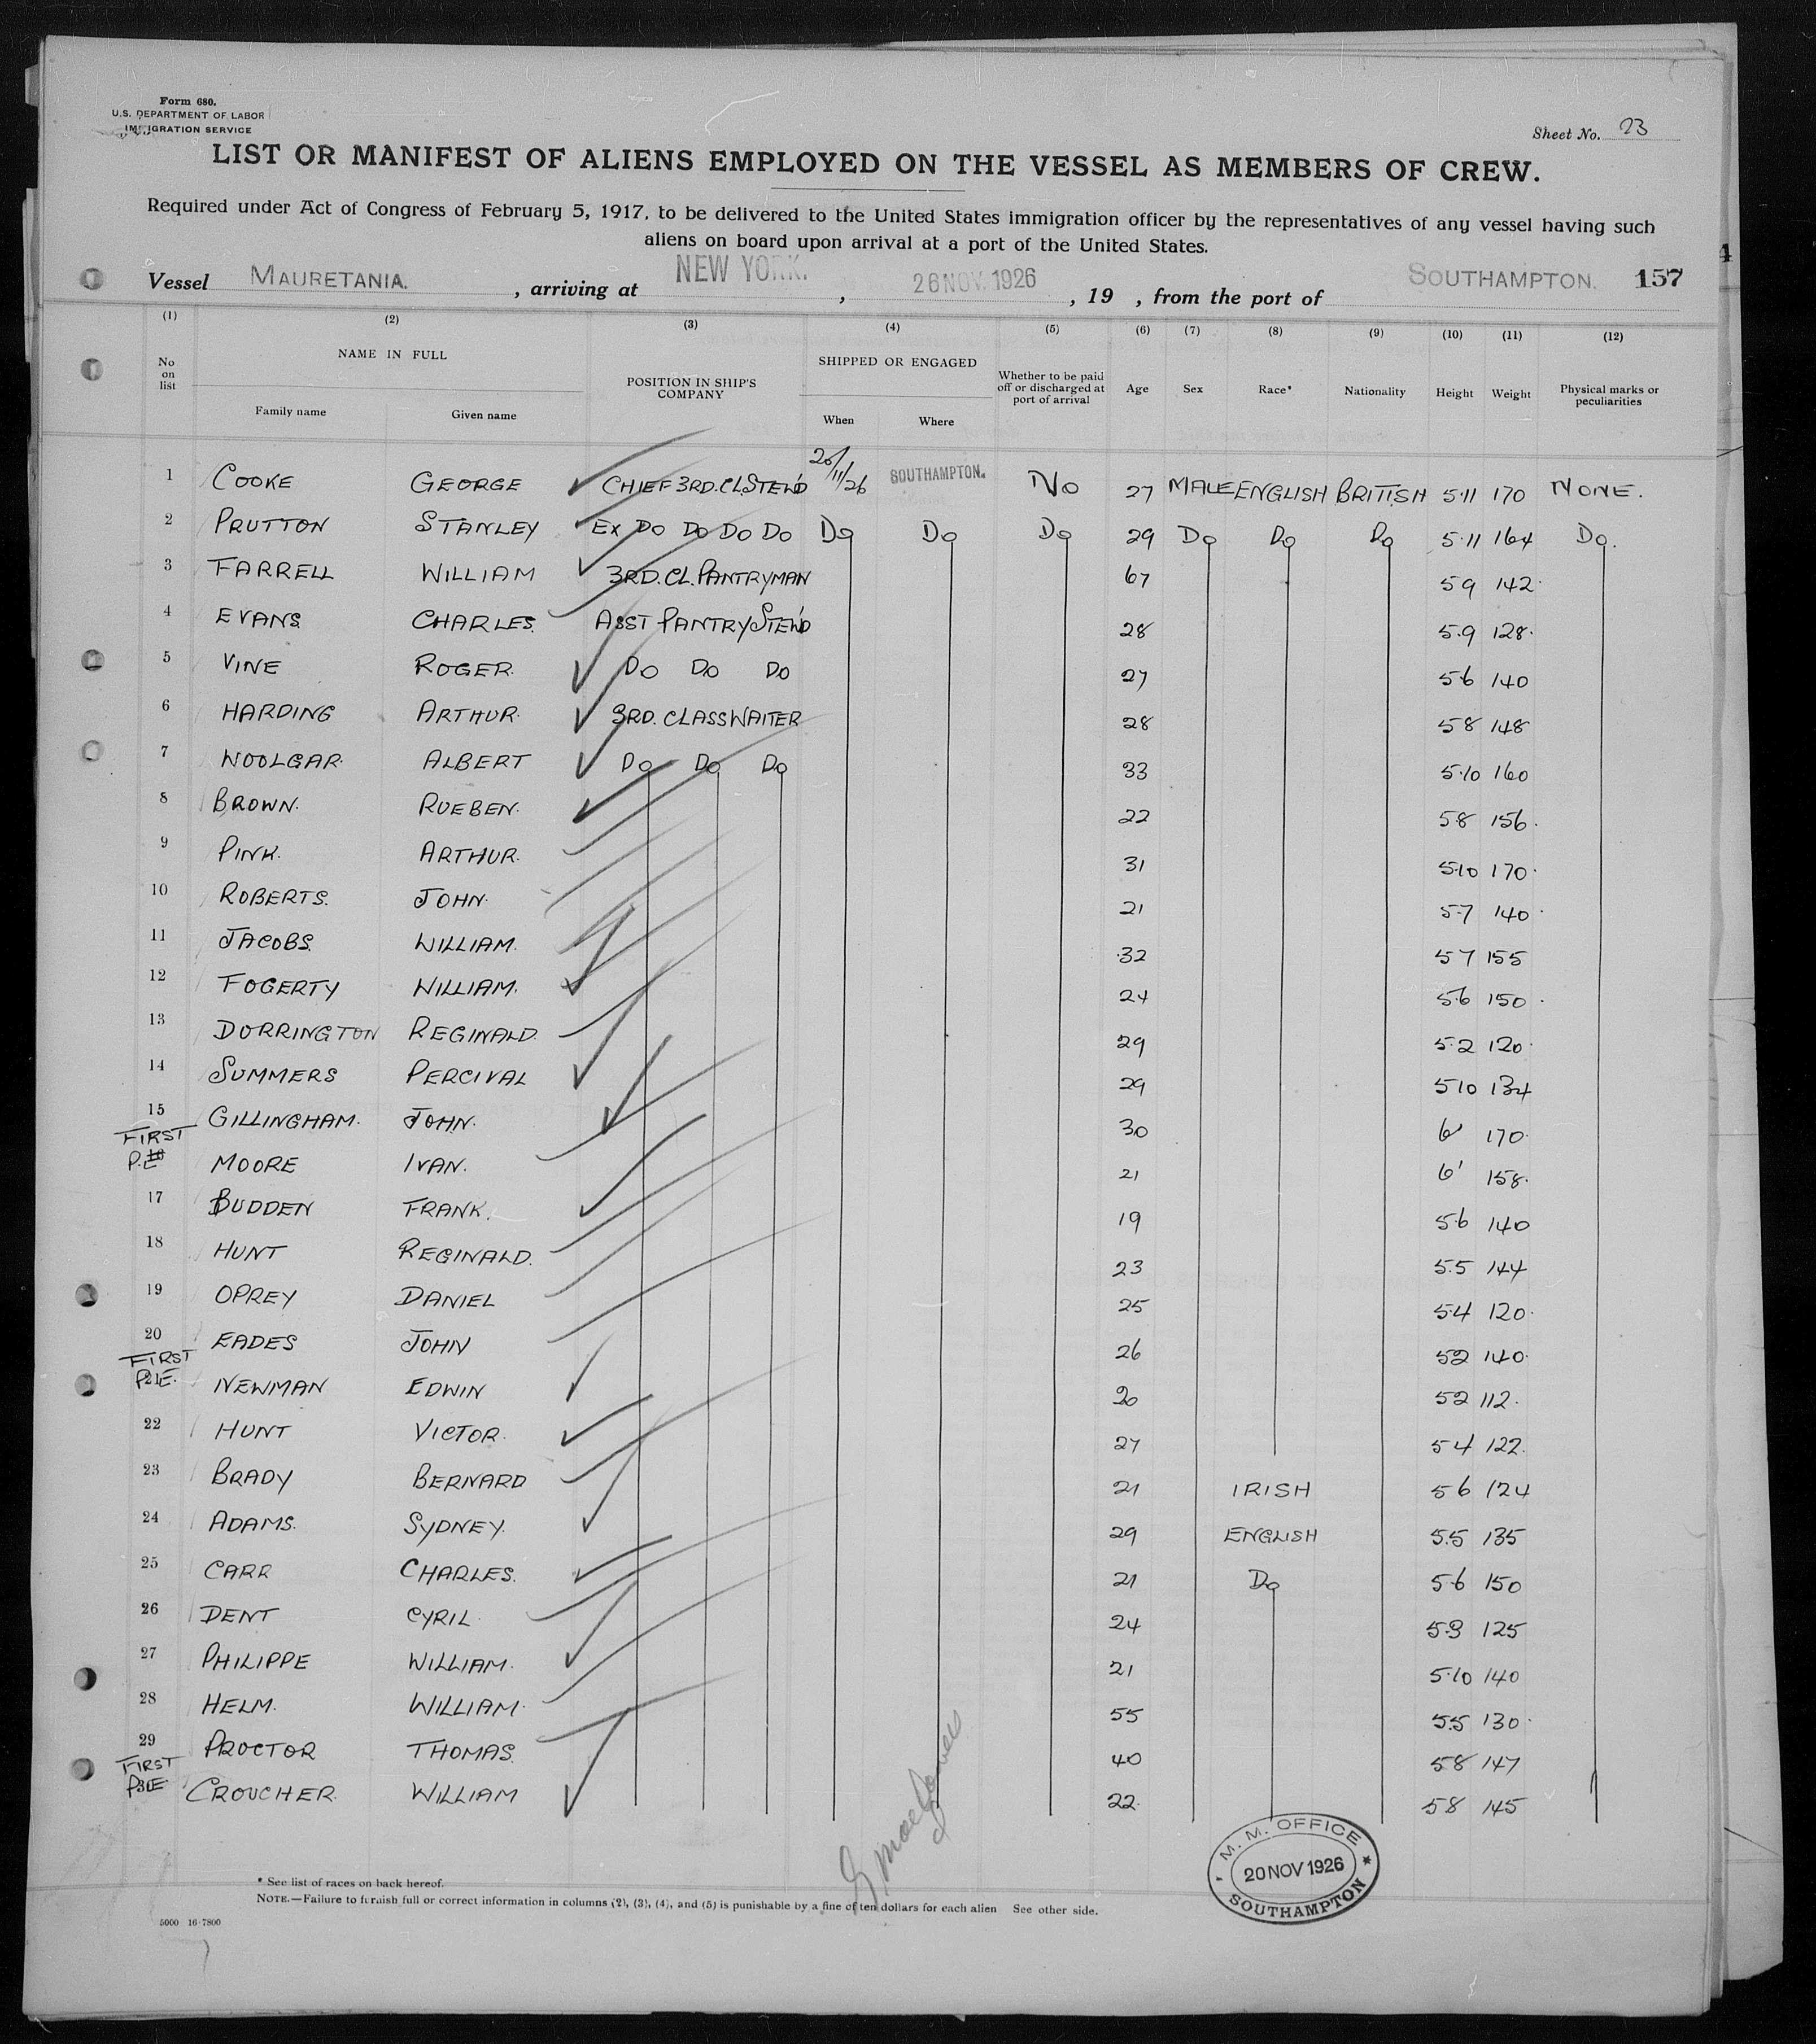 Form 680.
U.S. DEPARTMENT OF LABOR
IMMIGRATION SERVICE
Sheet No. 23
LIST OR MANIFEST OF ALIENS EMPLOYED ON THE VESSEL AS MEMBERS OF CREW.
Required under Act of Congress of February 5, 1917, to be delivered to the United States immigration officer by the representatives of any vessel having such
aliens on board upon arrival at a port of the United States.
Vessel MAURETANIA. , arriving at NEW YORK. , 26 NOV. 1926 , 19 , from the port of SOUTHAMPTON. 157
(1) (2) (3) (4) (5) (6) (7) (8) (9) (10) (11) (12)
No on list NAME IN FULL Family name Given name POSITION IN SHIP'S COMPANY SHIPPED OR ENGAGED When Where Whether to be paid off or discharged at port of arrival Age Sex Race* Nationality Height Weight Physical marks or peculiarities
1 COOKE GEORGE CHIEF 3RD. CL STEW'D 20/11/26 SOUTHAMPTON. No 27 MALE ENGLISH BRITISH 5·11 170 NONE.
2 PRUTTON STANLEY EX DO DO DO DO Do Do Do 29 Do Do Do 5·11 164 Do.
3 FARRELL WILLIAM 3RD. CL. PANTRYMAN 67 5 9 142
4 EVANS CHARLES. ASST PANTRY STEW'D 28 5.9 128
5 VINE ROGER. DO DO DO 27 5·6 140
6 HARDING ARTHUR. 3RD. CLASS WAITER 28 5 8 148
7 WOOLGAR ALBERT Do Do Do 33 5·10 160
8 BROWN. RUEBEN. 22 5·8 156
9 PINK. ARTHUR. 31 5·10 170
10 ROBERTS. JOHN. 21 5·7 140
11 JACOBS. WILLIAM. 32 5 7 155
12 FOGERTY WILLIAM. 24 5·6 150
13 DORRINGTON REGINALD. 29 5·2 120
14 SUMMERS PERCIVAL 29 5 10 134
15 GILLINGHAM. JOHN. 30 6' 170
FIRST
P.E MOORE IVAN. 21 6' 158
17 BUDDEN FRANK. 19 5·6 140
18 HUNT REGINALD. 23 5.5 144
19 OPREY DANIEL 25 5·4 120
20 EADES JOHN 26 5 2 140
FIRST
P.E. 21 NEWMAN EDWIN 20 5 2 112
22 HUNT VICTOR. 27 5 4 122
23 BRADY BERNARD 21 IRISH 5 6 124
24 ADAMS. SYDNEY. 29 ENGLISH 5.5 135
25 CARR CHARLES. 21 Do 5·6 150
26 DENT CYRIL 24 5·3 125
27 PHILIPPE WILLIAM. 21 5·10 140
28 HELM. WILLIAM. 55 5.5 130
29 PROCTOR THOMAS. 40 5 8 147
FIRST
P.E 30 CROUCHER. WILLIAM 22 5 8 145
M. M. OFFICE
20 NOV 1926
SOUTHAMPTON
* See list of races on back hereof.
NOTE.—Failure to furnish full or correct information in columns (2), (3), (4), and (5) is punishable by a fine of ten dollars for each alien See other side.
5000 16-7800